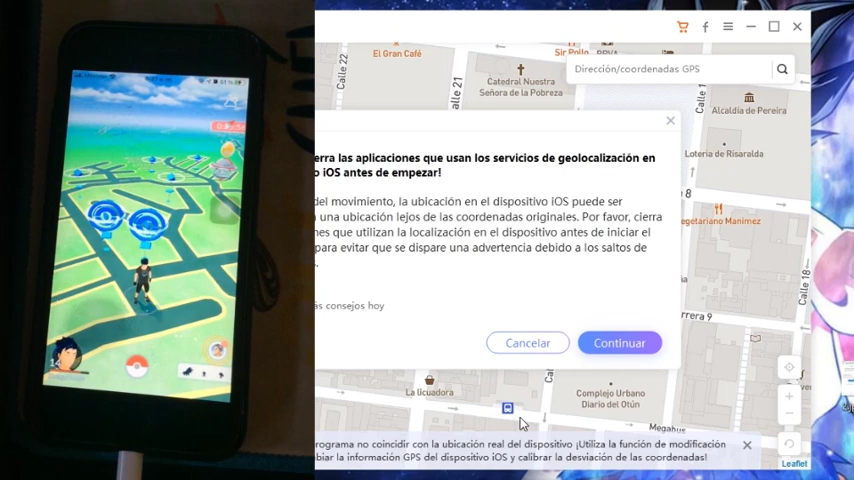 El Gran Café
Calle 22
Calle 21
Sir Pollo
Dirección/coordenadas GPS
Catedral Nuestra
Señora de la Pobreza
Alcaldía de Pereira
Lotería de Risaralda
erra las aplicaciones que usan los servicios de geolocalización en
o iOS antes de empezar!
del movimiento, la ubicación en el dispositivo iOS puede ser
una ubicación lejos de las coordenadas originales. Por favor, cierra
nes que utilizan la localización en el dispositivo antes de iniciar el
para evitar que se dispare una advertencia debido a los saltos de
ás consejos hoy
Cancelar
Continuar
8
egetariano Manimez
Calle 18
rrera 9
La licuadora
Complejo Urbano
Diario del Otún
Megabus
programa no coincidir con la ubicación real del dispositivo ¡Utiliza la función de modificación
biar la información GPS del dispositivo iOS y calibrar la desviación de las coordenadas!
Leaflet